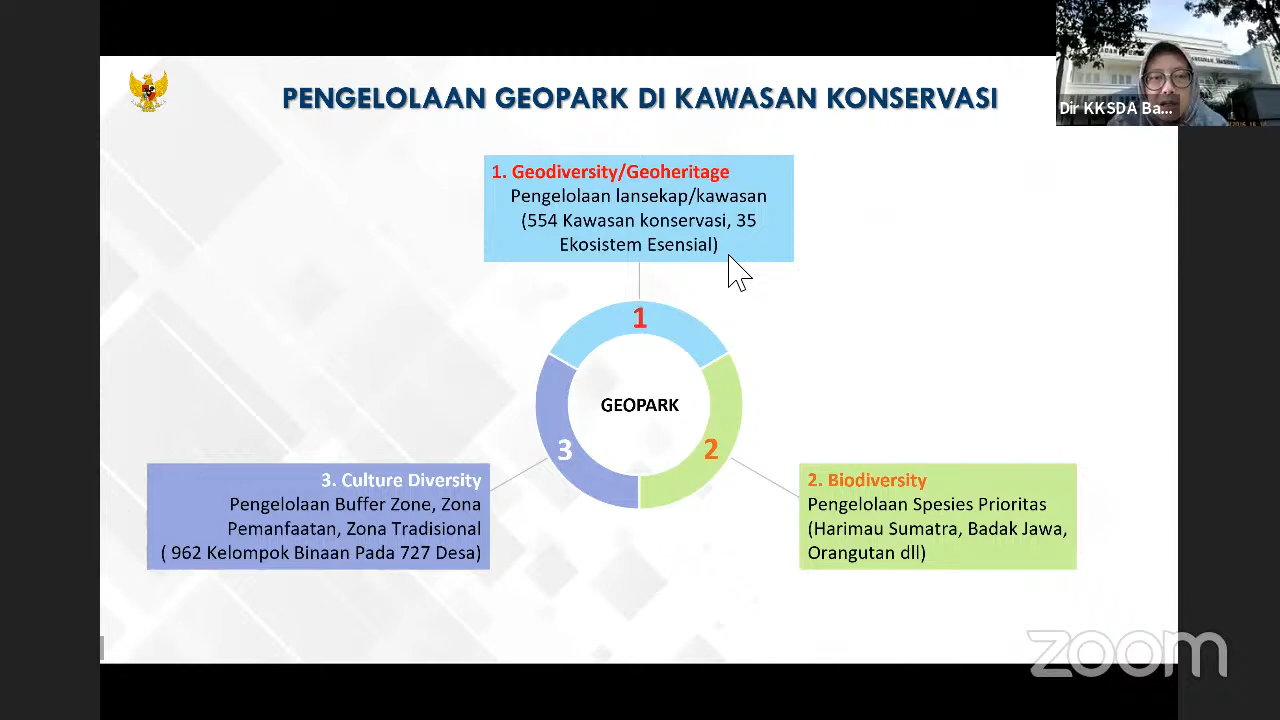 PENGELOLAAN GEOPARK DI KAWASAN KONSERVASI
Dir KKSDA Ba...
1. Geodiversity/Geoheritage
Pengelolaan lansekap/kawasan
(554 Kawasan konservasi, 35
Ekosistem Esensial)
1
GEOPARK
3
2
3. Culture Diversity
Pengelolaan Buffer Zone, Zona
Pemanfaatan, Zona Tradisional
( 962 Kelompok Binaan Pada 727 Desa)
2. Biodiversity
Pengelolaan Spesies Prioritas
(Harimau Sumatra, Badak Jawa,
Orangutan dll)
zoom